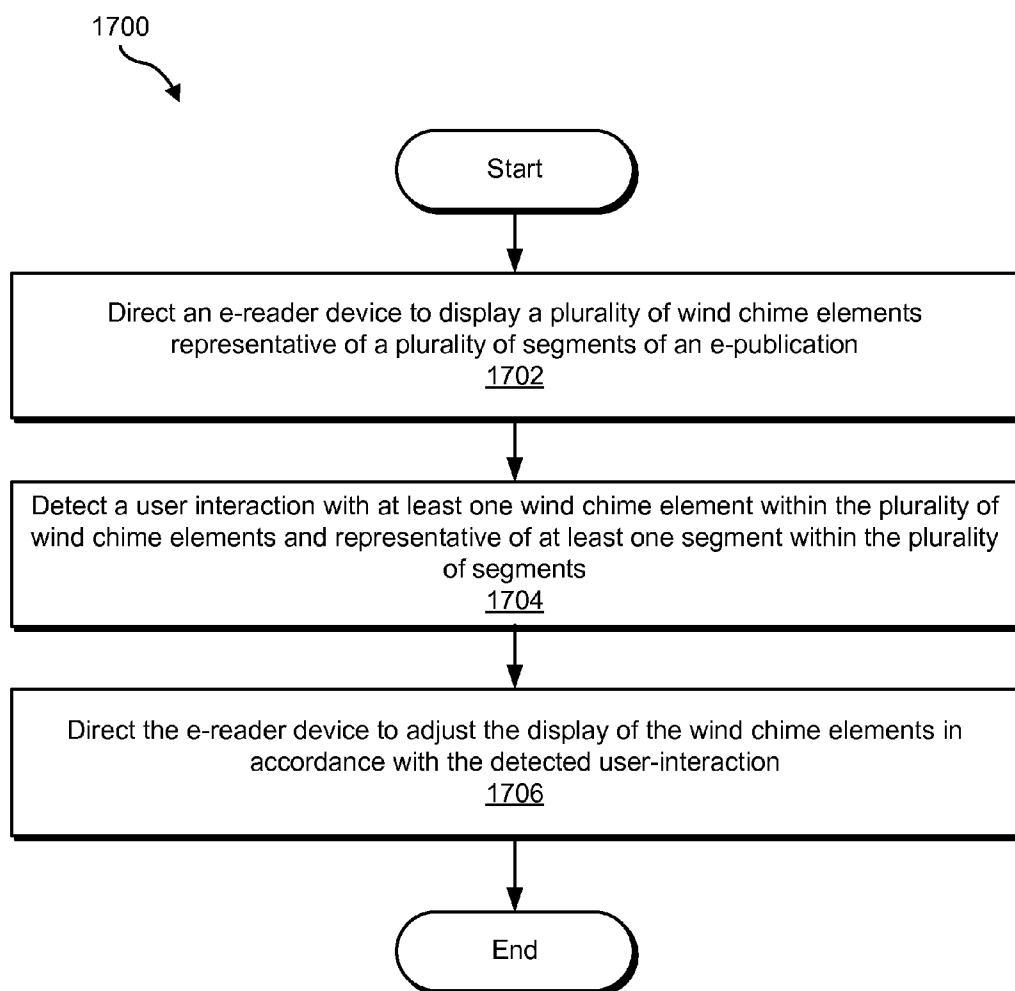 1700
Start
Direct an e-reader device to display a plurality of wind chime elements
representative of a plurality of segments of an e-publication
1702
Detect a user interaction with at least one wind chime element within the plurality of
wind chime elements and representative of at least one segment within the plurality
of segments
1704
Direct the e-reader device to adjust the display of the wind chime elements in
accordance with the detected user-interaction
1706
End